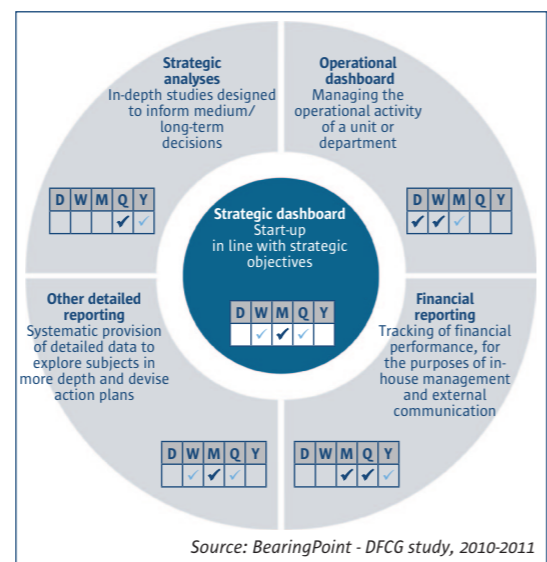 Strategic
analyses
In-depth studies designed
to inform medium/
long-term
decisions
D W M Q Y
✔ ✓
Operational
dashboard
Managing the
operational activity
of a unit or
department
D W M Q Y
✔ ✔ ✓
Strategic dashboard
Start-up
in line with strategic
objectives
D W M Q Y
✓ ✔ ✓
Other detailed
reporting
Systematic provision
of detailed data to
explore subjects in
more depth and devise
action plans
D W M Q Y
✓ ✔ ✓
Financial
reporting
Tracking of financial
performance, for
the purposes of in-
house management
and external
communication
D W M Q Y
✔ ✔ ✓
Source: BearingPoint - DFCG study, 2010-2011